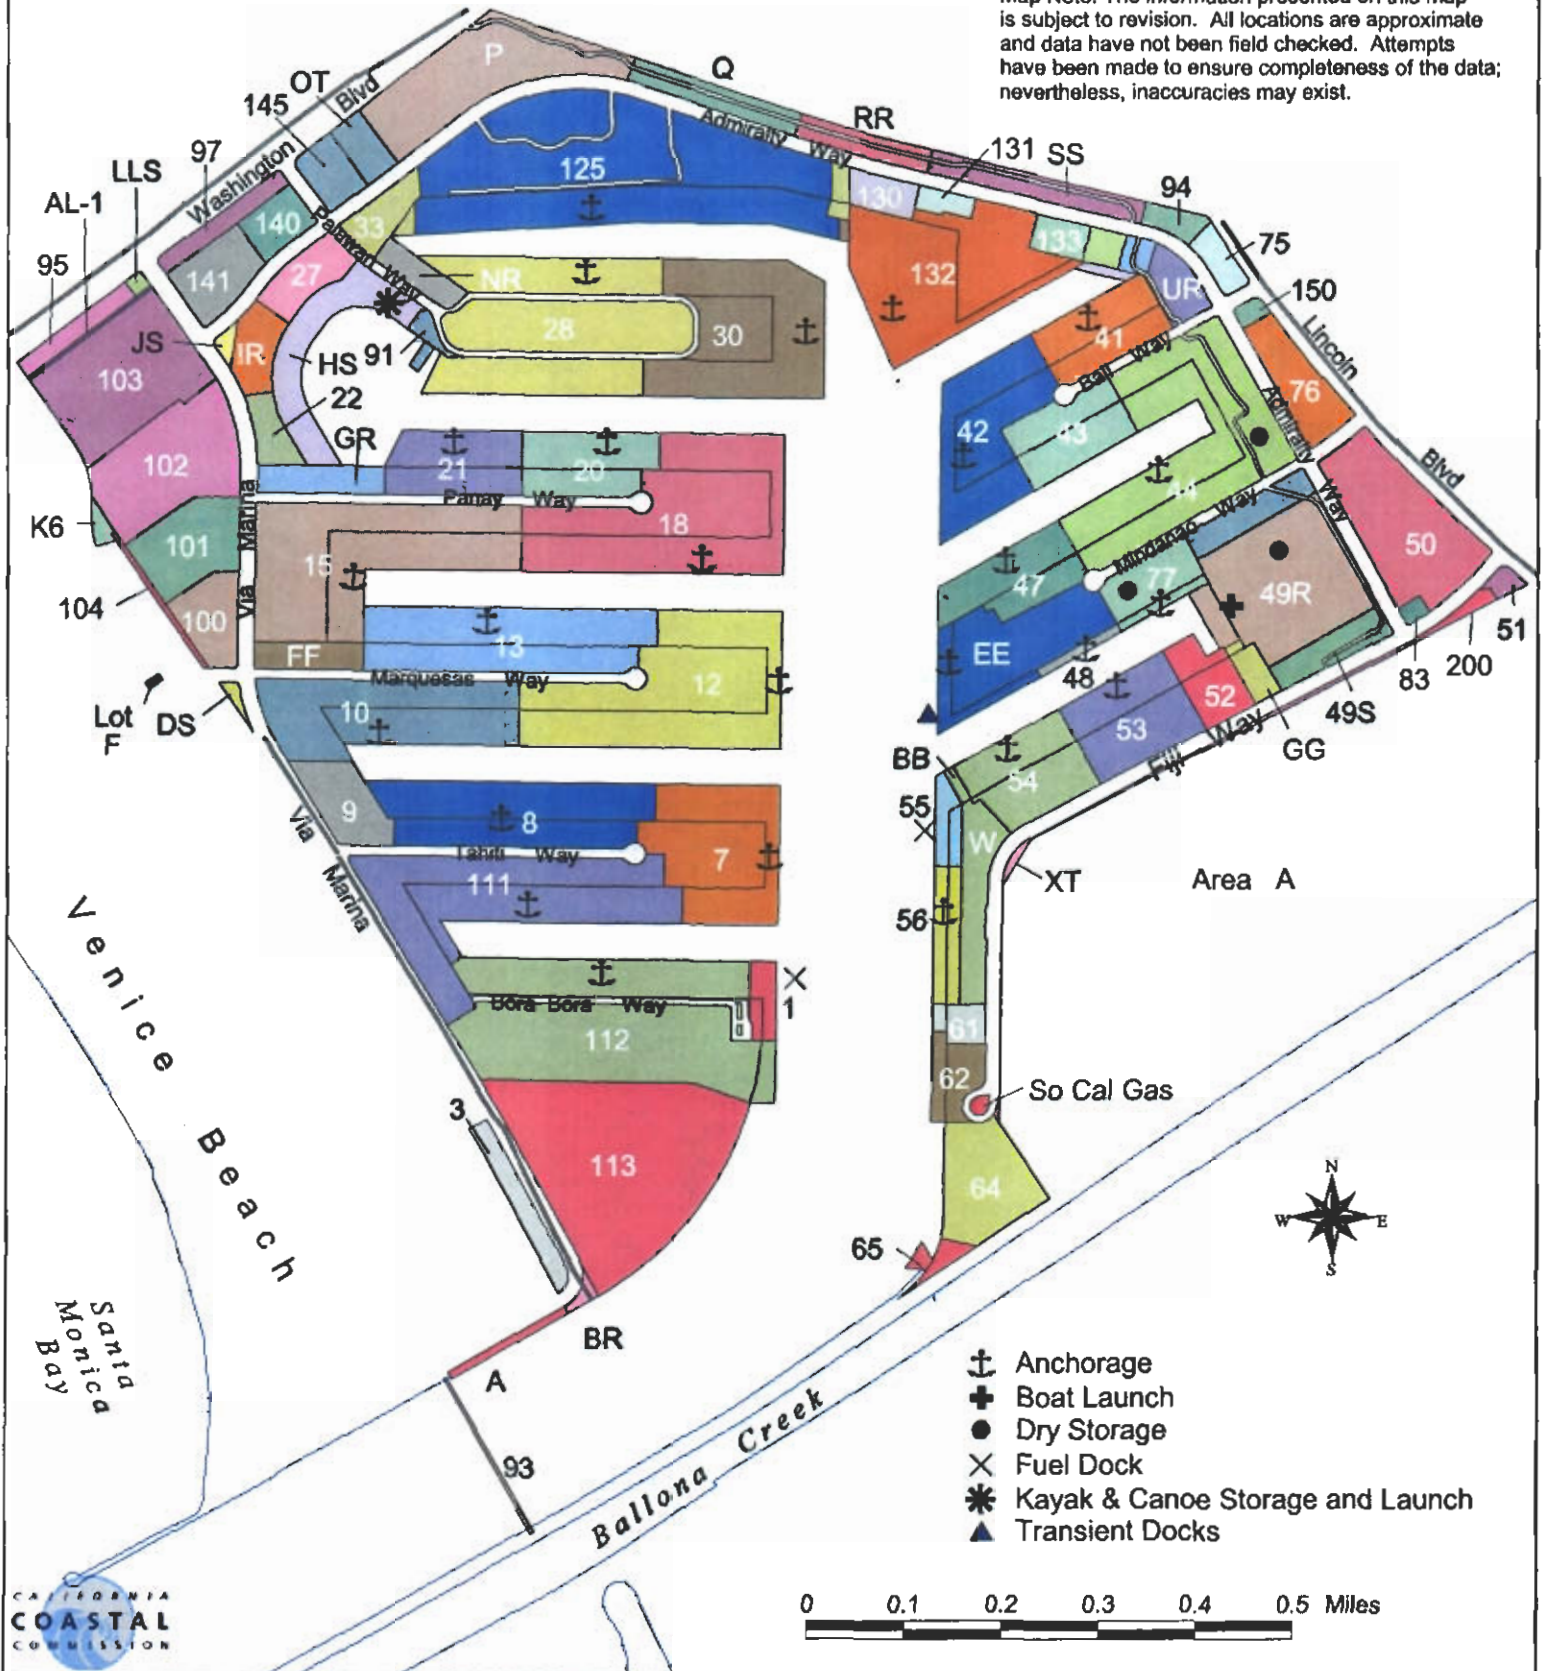 is subject to revision. All locations are approximate
and data have not been field checked. Attempts
have been made to ensure completeness of the data;
nevertheless, inaccuracies may exist.
P
Q
OT
Blvd
145
RR
Admiralty
Way
97
Washington
125
131
SS
LLS
130
94
AL-1
140
Palawan Way
33
133
75
95
141
27
NR
132
UR
150
JS
IR
HS
91
28
30
41
Bali Way
Lincoln
103
22
76
Admiralty
GR
42
43
102
21
20
44
Blvd
Panay Way
Way
K6
Via Marina
18
Mindanao Way
50
101
15
47
77
49R
104
100
51
FF
13
EE
48
83
200
Marquesas Way
12
52
49S
Lot
F
DS
10
53
Fiji Way
GG
BB
54
55
9
8
W
Via Marina
Tahiti Way
7
111
XT
Area A
56
Venice Beach
Bora Bora Way
1
61
112
62
So Cal Gas
3
113
64
N
W
E
S
65
Santa
Monica
Bay
BR
A
93
Ballona Creek
Anchorage
Boat Launch
Dry Storage
Fuel Dock
Kayak & Canoe Storage and Launch
Transient Docks
CALIFORNIA
COASTAL
COMMISSION
0 0.1 0.2 0.3 0.4 0.5 Miles